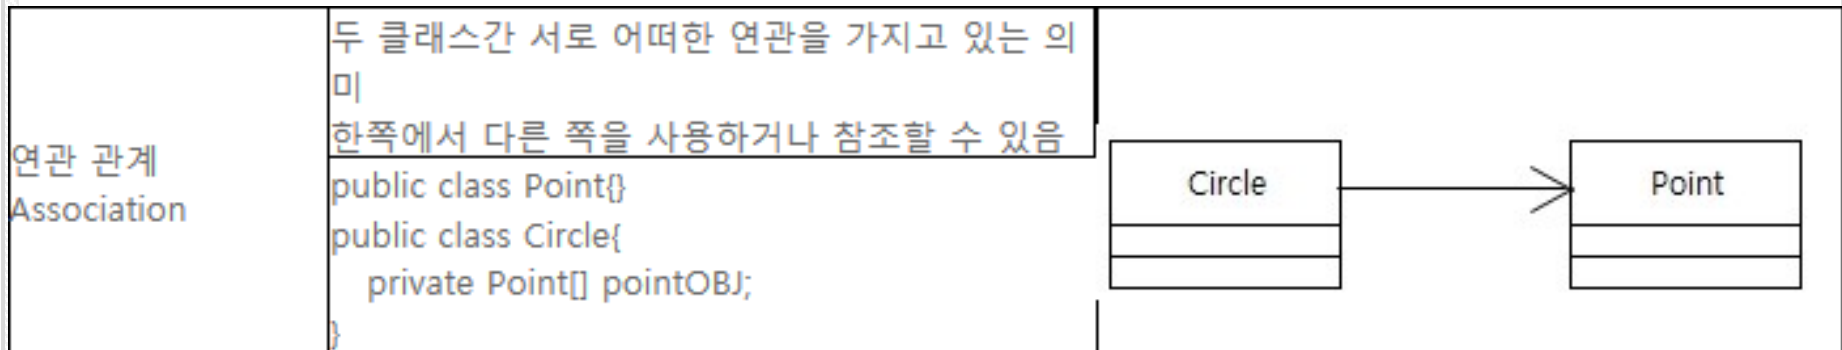 연관 관계
Association
두 클래스간 서로 어떠한 연관을 가지고 있는 의
미
한쪽에서 다른 쪽을 사용하거나 참조할 수 있음
public class Point{}
public class Circle{
private Point[] pointOBJ;
}
Circle
Point